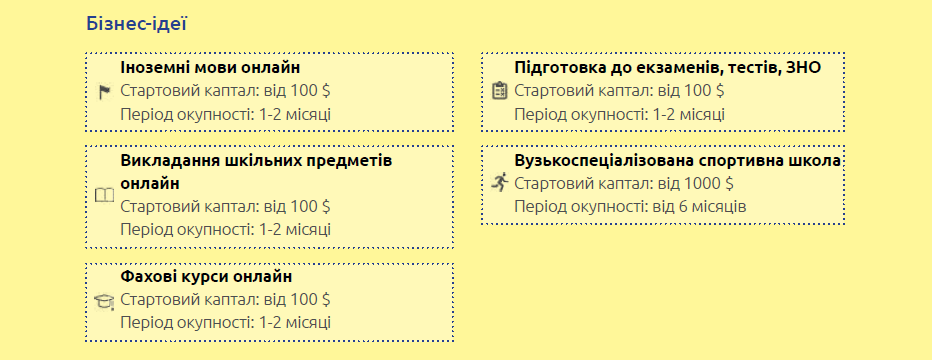 Бізнес-ідеї
Іноземні мови онлайн
Стартовий каптал: від 100 $
Період окупності: 1-2 місяці
Викладання шкільних предметів
онлайн
Стартовий каптал: від 100 $
Період окупності: 1-2 місяці
Фахові курси онлайн
Стартовий каптал: від 100 $
Період окупності: 1-2 місяці
Підготовка до екзаменів, тестів, ЗНО
Стартовий каптал: від 100 $
Період окупності: 1-2 місяці
Вузькоспеціалізована спортивна школа
Стартовий каптал: від 1000 $
Період окупності: від 6 місяців